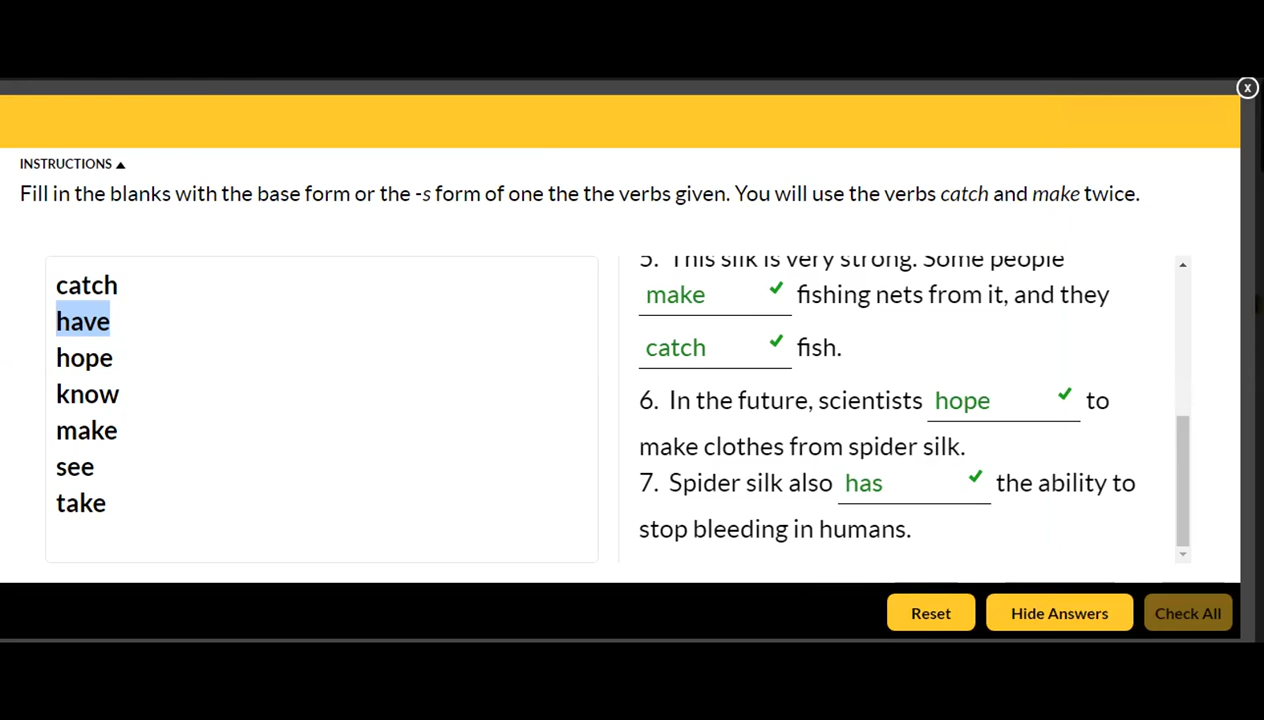 x
INSTRUCTIONS ▲
Fill in the blanks with the base form or the -s form of one the the verbs given. You will use the verbs catch and make twice.
catch
have
hope
know
make
see
take
5. This silk is very strong. Some people
make ✔ fishing nets from it, and they
catch ✔ fish.
6. In the future, scientists hope ✔ to
make clothes from spider silk.
7. Spider silk also has ✔ the ability to
stop bleeding in humans.
Reset Hide Answers Check All